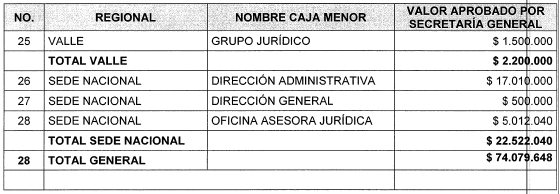 NO. REGIONAL NOMBRE CAJA MENOR VALOR APROBADO POR SECRETARÍA GENERAL
25 VALLE GRUPO JURÍDICO $ 1.500.000
TOTAL VALLE $ 2.200.000
26 SEDE NACIONAL DIRECCIÓN ADMINISTRATIVA $ 17.010.000
27 SEDE NACIONAL DIRECCIÓN GENERAL $ 500.000
28 SEDE NACIONAL OFICINA ASESORA JURÍDICA $ 5.012.040
TOTAL SEDE NACIONAL $ 22.522.040
28 TOTAL GENERAL $ 74.079.648